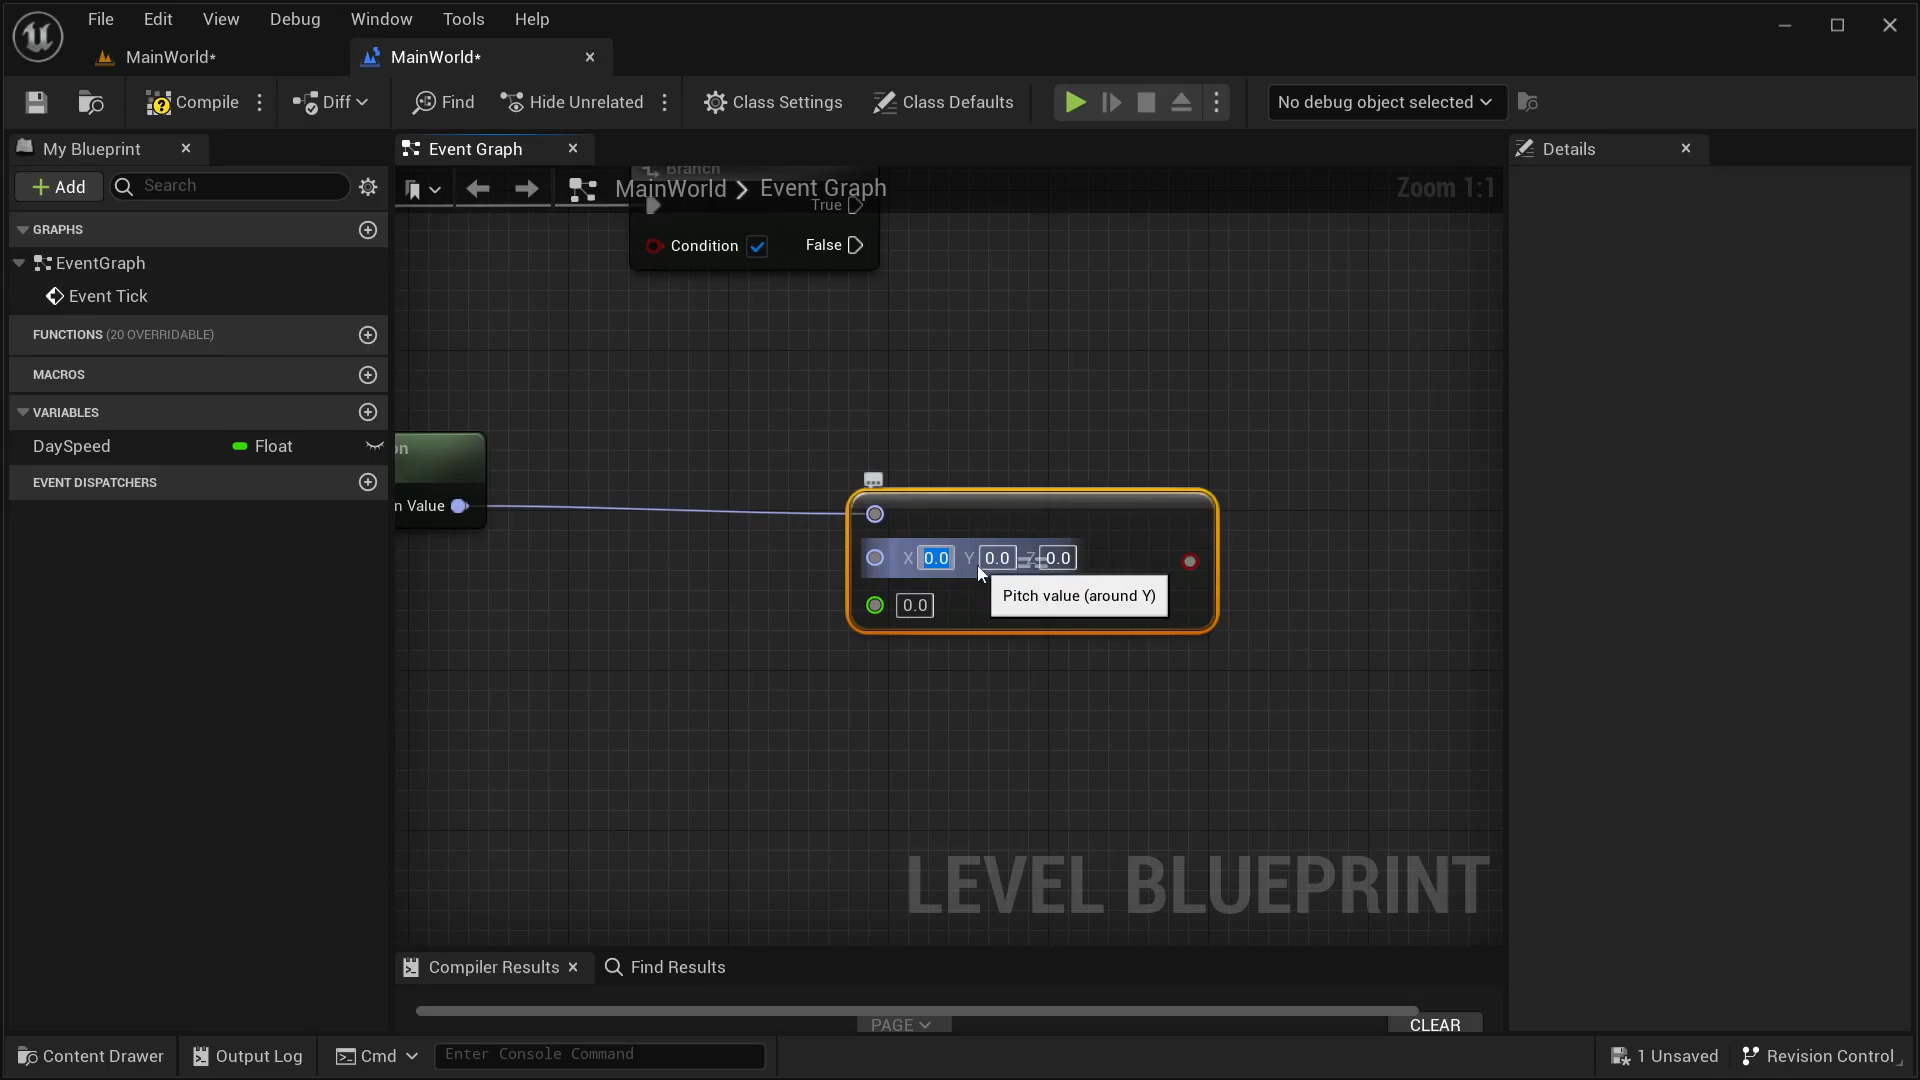 File Edit View Debug Window Tools Help
MainWorld* MainWorld*
Compile Diff Find Hide Unrelated Class Settings Class Defaults No debug object selected
My Blueprint Event Graph Details
Add Search
MainWorld > Event Graph Zoom 1:1
Branch
True
Condition False
GRAPHS
EventGraph
Event Tick
FUNCTIONS (20 OVERRIDABLE)
MACROS
VARIABLES
DaySpeed Float
EVENT DISPATCHERS
on
n Value
X 0.0 Y 0.0 Z 0.0
==
0.0
Pitch value (around Y)
LEVEL BLUEPRINT
Compiler Results Find Results
PAGE CLEAR
Content Drawer Output Log Cmd Enter Console Command 1 Unsaved Revision Control